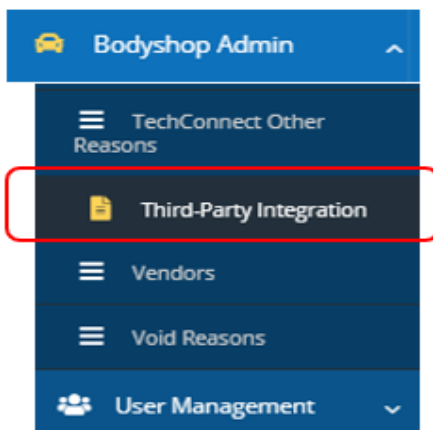 Bodyshop Admin
TechConnect Other
Reasons
Third-Party Integration
Vendors
Void Reasons
User Management